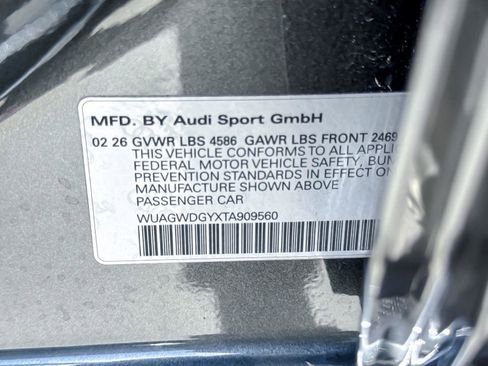 MFD. BY Audi Sport GmbH
02 26 GVWR LBS 4586 GAWR LBS FRONT 2469
THIS VEHICLE CONFORMS TO ALL APPLI
FEDERAL MOTOR VEHICLE SAFETY, BUM
PREVENTION STANDARDS IN EFFECT
MANUFACTURE SHOWN ABOVE
PASSENGER CAR
WUAGWDGYXTA909560